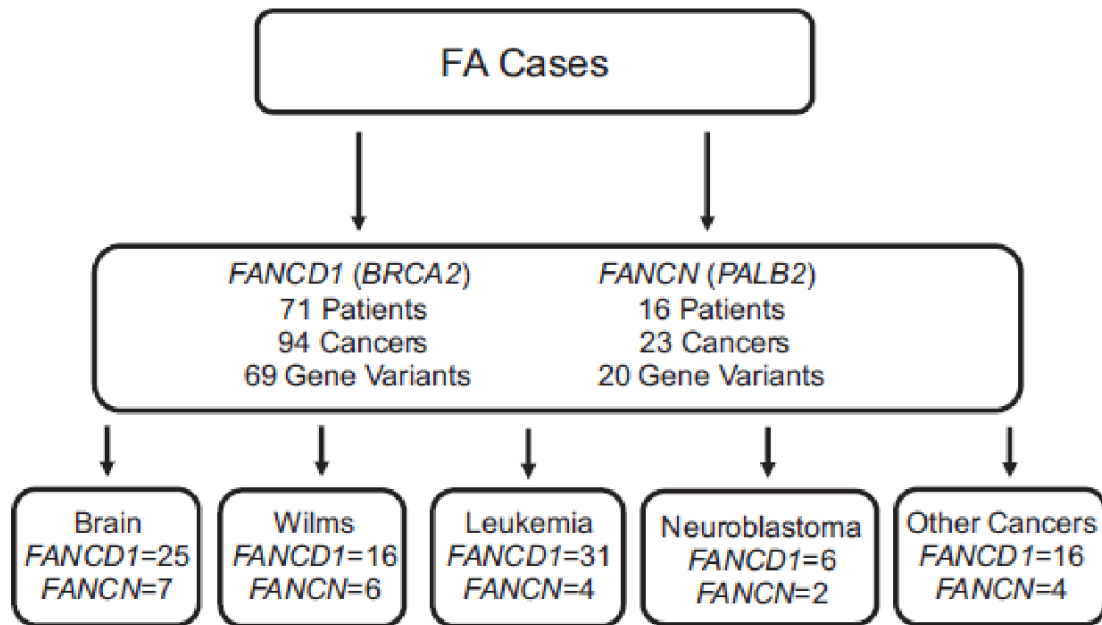 FA Cases
FANCD1 (BRCA2)
71 Patients
94 Cancers
69 Gene Variants
FANCN (PALB2)
16 Patients
23 Cancers
20 Gene Variants
Brain
FANCD1=25
FANCN=7
Wilms
FANCD1=16
FANCN=6
Leukemia
FANCD1=31
FANCN=4
Neuroblastoma
FANCD1=6
FANCN=2
Other Cancers
FANCD1=16
FANCN=4